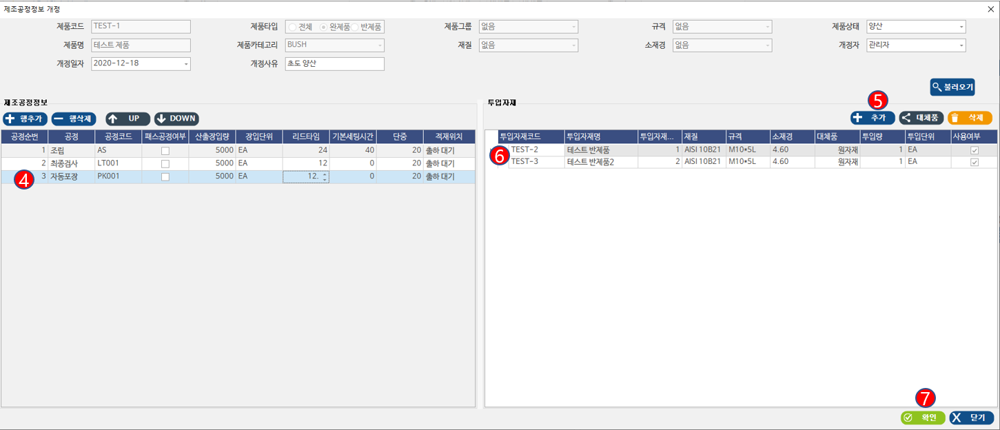 제조공정정보 개정
제품코드 TEST-1 제품타입 전체 완제품 반제품 제품그룹 없음 규격 없음 제품상태 양산
제품명 테스트 제품 제품카테고리 BUSH 재질 없음 소재경 없음 개정자 관리자
개정일자 2020-12-18 개정사유 초도 양산
불러오기
제조공정정보
행추가 행삭제 UP DOWN
공정순번 공정 공정코드 패스공정여부 산출장입량 장입단위 리드타임 기본세팅시간 단중 적재위치
1 조립 AS 5000 EA 24 40 20 출하 대기
2 최종검사 LT001 5000 EA 12 0 20 출하 대기
4 3 자동포장 PK001 5000 EA 12. 0 20 출하 대기
투입자재
5
추가 대체품 삭제
투입자재코드 투입자재명 투입자재... 재질 규격 소재경 대체품 투입량 투입단위 사용여부
6 TEST-2 테스트 반제품 1 AISI 10B21 M10*5L 4.60 원자재 1 EA
TEST-3 테스트 반제품2 2 AISI 10B21 M10*5L 4.60 원자재 1 EA
7
확인 닫기